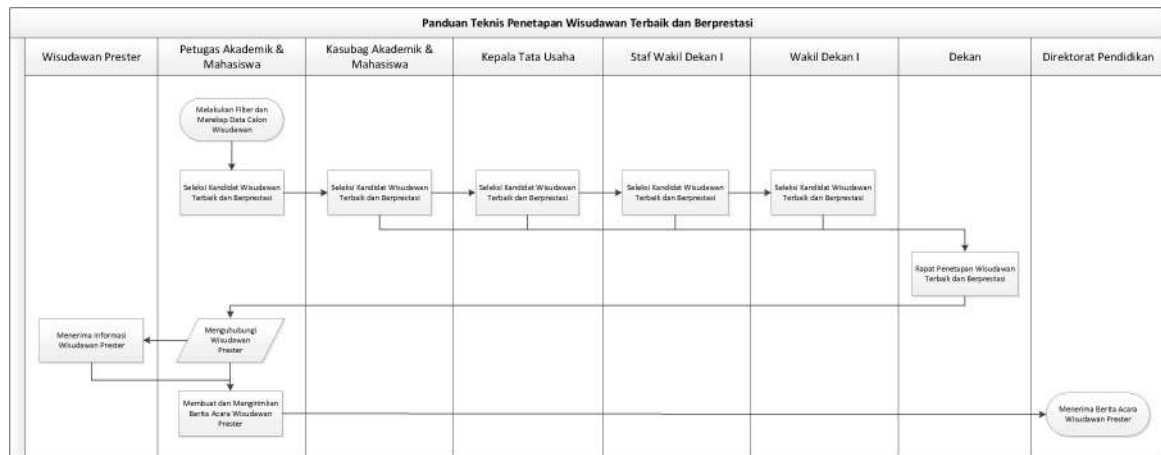 Panduan Teknis Penetapan Wisudawan Terbaik dan Berprestasi
Wisudawan Prester
Petugas Akademik &
Mahasiswa
Kasubag Akademik &
Mahasiswa
Kepala Tata Usaha
Staf Wakil Dekan I
Wakil Dekan I
Dekan
Direktorat Pendidikan
Melakukan Filter dan
Merekap Data Calon
Wisudawan
Seleksi Kandidat Wisudawan
Terbaik dan Berprestasi
Seleksi Kandidat Wisudawan
Terbaik dan Berprestasi
Seleksi Kandidat Wisudawan
Terbaik dan Berprestasi
Seleksi Kandidat Wisudawan
Terbaik dan Berprestasi
Seleksi Kandidat Wisudawan
Terbaik dan Berprestasi
Rapat Penetapan Wisudawan
Terbaik dan Berprestasi
Menerima Informasi
Wisudawan Prester
Menguhubungi
Wisudawan
Prester
Membuat dan Mengirimkan
Berita Acara Wisudawan
Prester
Menerima Berita Acara
Wisudawan Prester